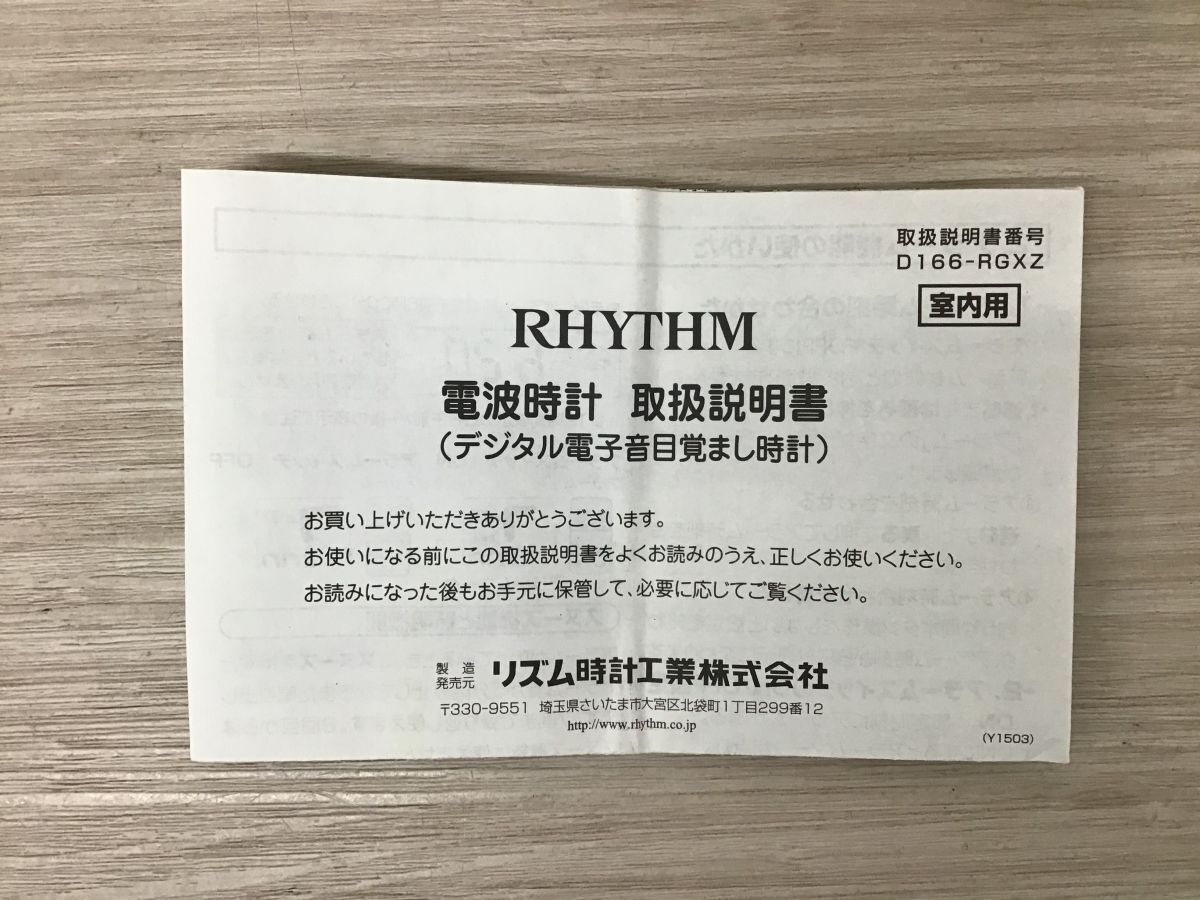 取扱説明書番号
D166-RGXZ
室内用
RHYTHM
電波時計 取扱説明書
(デジタル電子音目覚まし時計)
お買い上げいただきありがとうございます。
お使いになる前にこの取扱説明書をよくお読みのうえ、正しくお使いください。
お読みになった後もお手元に保管して、必要に応じてご覧ください。
製造
発売元 リズム時計工業株式会社
〒330-9551 埼玉県さいたま市大宮区北袋町1丁目299番12
http://www.rhythm.co.jp
(Y1503)